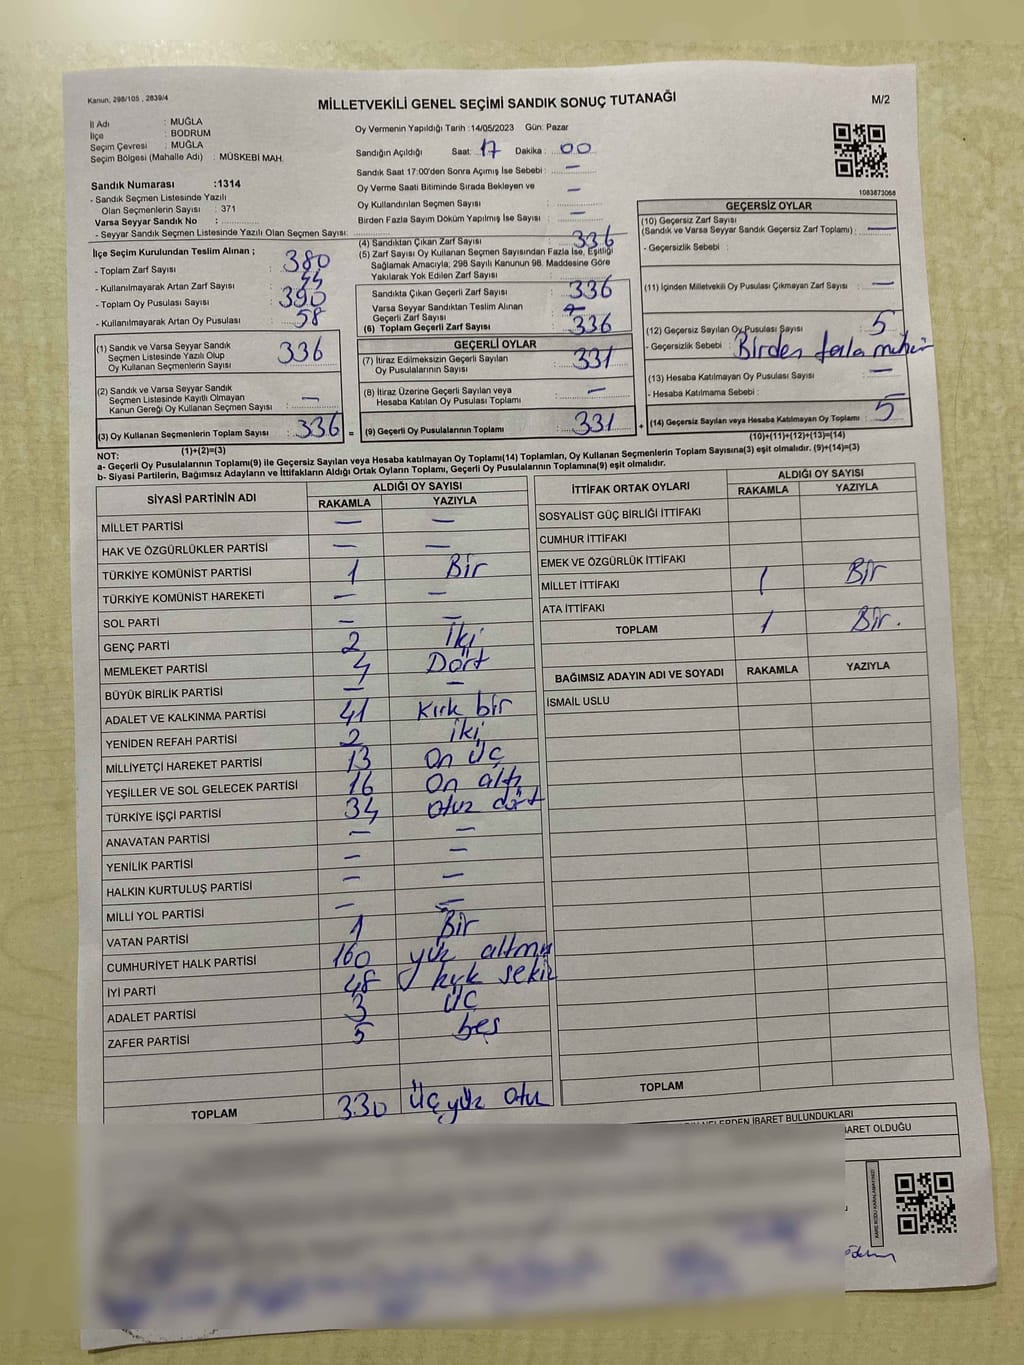 Kanun, 298/105 , 2839/4
MİLLETVEKİLİ GENEL SEÇİMİ SANDIK SONUÇ TUTANAĞI
M/2
İl Adı : MUĞLA
İlçe : BODRUM
Seçim Çevresi : MUĞLA
Seçim Bölgesi (Mahalle Adı) : MÜSKEBİ MAH.
Oy Vermenin Yapıldığı Tarih :14/05/2023 Gün: Pazar
Sandığın Açıldığı Saat: 17 Dakika : 00
Sandık Saat 17:00'den Sonra Açımış İse Sebebi : —
Oy Verme Saati Bitiminde Sırada Bekleyen ve
Oy Kullandırılan Seçmen Sayısı : —
Birden Fazla Sayım Döküm Yapılmış İse Sayısı : —
1083873068
Sandık Numarası :1314
- Sandık Seçmen Listesinde Yazılı
Olan Seçmenlerin Sayısı : 371
Varsa Seyyar Sandık No :
- Seyyar Sandık Seçmen Listesinde Yazılı Olan Seçmen Sayısı:
İlçe Seçim Kurulundan Teslim Alınan ;
- Toplam Zarf Sayısı : 380
- Kullanılmayarak Artan Zarf Sayısı : 44
- Toplam Oy Pusulası Sayısı : 390
- Kullanılmayarak Artan Oy Pusulası : 58
(1) Sandık ve Varsa Seyyar Sandık
Seçmen Listesinde Yazılı Olup
Oy Kullanan Seçmenlerin Sayısı : 336
(2) Sandık ve Varsa Seyyar Sandık
Seçmen Listesinde Kayıtlı Olmayan
Kanun Gereği Oy Kullanan Seçmen Sayısı : —
(3) Oy Kullanan Seçmenlerin Toplam Sayısı : 336 =
(1)+(2)=(3)
(4) Sandıktan Çıkan Zarf Sayısı : 336
(5) Zarf Sayısı Oy Kullanan Seçmen Sayısından Fazla İse, Eşitliği
Sağlamak Amacıyla, 298 Sayılı Kanunun 98. Maddesine Göre
Yakılarak Yok Edilen Zarf Sayısı :
Sandıkta Çıkan Geçerli Zarf Sayısı : 336
Varsa Seyyar Sandıktan Teslim Alınan
Geçerli Zarf Sayısı :
(6) Toplam Geçerli Zarf Sayısı : 336
GEÇERLİ OYLAR
(7) İtiraz Edilmeksizin Geçerli Sayılan
Oy Pusulalarının Sayısı : 331
(8) İtiraz Üzerine Geçerli Sayılan veya
Hesaba Katılan Oy Pusulası Toplamı : —
(9) Geçerli Oy Pusulalarının Toplamı : 331 +
GEÇERSİZ OYLAR
(10) Geçersiz Zarf Sayısı
(Sandık ve Varsa Seyyar Sandık Geçersiz Zarf Toplamı) : —
- Geçersizlik Sebebi :
(11) İçinden Milletvekili Oy Pusulası Çıkmayan Zarf Sayısı : —
(12) Geçersiz Sayılan Oy Pusulası Sayısı : 5
- Geçersizlik Sebebi : Birden fazla mühür
(13) Hesaba Katılmayan Oy Pusulası Sayısı : —
- Hesaba Katılmama Sebebi :
(14) Geçersiz Sayılan veya Hesaba Katılmayan Oy Toplamı : 5
(10)+(11)+(12)+(13)=(14)
NOT:
a- Geçerli Oy Pusulalarının Toplamı(9) ile Geçersiz Sayılan veya Hesaba katılmayan Oy Toplamı(14) Toplamları, Oy Kullanan Seçmenlerin Toplam Sayısına(3) eşit olmalıdır. (9)+(14)=(3)
b- Siyasi Partilerin, Bağımsız Adayların ve İttifakların Aldığı Ortak Oyların Toplamı, Geçerli Oy Pusulalarının Toplamına(9) eşit olmalıdır.
SİYASİ PARTİNİN ADI ALDIĞI OY SAYISI
RAKAMLA YAZIYLA
MİLLET PARTİSİ — —
HAK VE ÖZGÜRLÜKLER PARTİSİ — —
TÜRKİYE KOMÜNİST PARTİSİ 1 Bir
TÜRKİYE KOMÜNİST HAREKETİ — —
SOL PARTİ — —
GENÇ PARTİ 2 İki
MEMLEKET PARTİSİ 4 Dört
BÜYÜK BİRLİK PARTİSİ — —
ADALET VE KALKINMA PARTİSİ 41 Kırk bir
YENİDEN REFAH PARTİSİ 2 iki
MİLLİYETÇİ HAREKET PARTİSİ 13 On üç
YEŞİLLER VE SOL GELECEK PARTİSİ 16 On altı
TÜRKİYE İŞÇİ PARTİSİ 34 otuz dört
ANAVATAN PARTİSİ — —
YENİLİK PARTİSİ — —
HALKIN KURTULUŞ PARTİSİ — —
MİLLİ YOL PARTİSİ — —
VATAN PARTİSİ 1 Bir
CUMHURİYET HALK PARTİSİ 160 yüz altmış
İYİ PARTİ 48 kırk sekiz
ADALET PARTİSİ 3 üç
ZAFER PARTİSİ 5 beş
TOPLAM 330 üç yüz otuz
İTTİFAK ORTAK OYLARI ALDIĞI OY SAYISI
RAKAMLA YAZIYLA
SOSYALİST GÜÇ BİRLİĞİ İTTİFAKI
CUMHUR İTTİFAKI
EMEK VE ÖZGÜRLÜK İTTİFAKI
MİLLET İTTİFAKI 1 Bir
ATA İTTİFAKI
TOPLAM 1 Bir.
BAĞIMSIZ ADAYIN ADI VE SOYADI RAKAMLA YAZIYLA
İSMAİL USLU
TOPLAM
NELERDEN İBARET BULUNDUKLARI
İBARET OLDUĞU